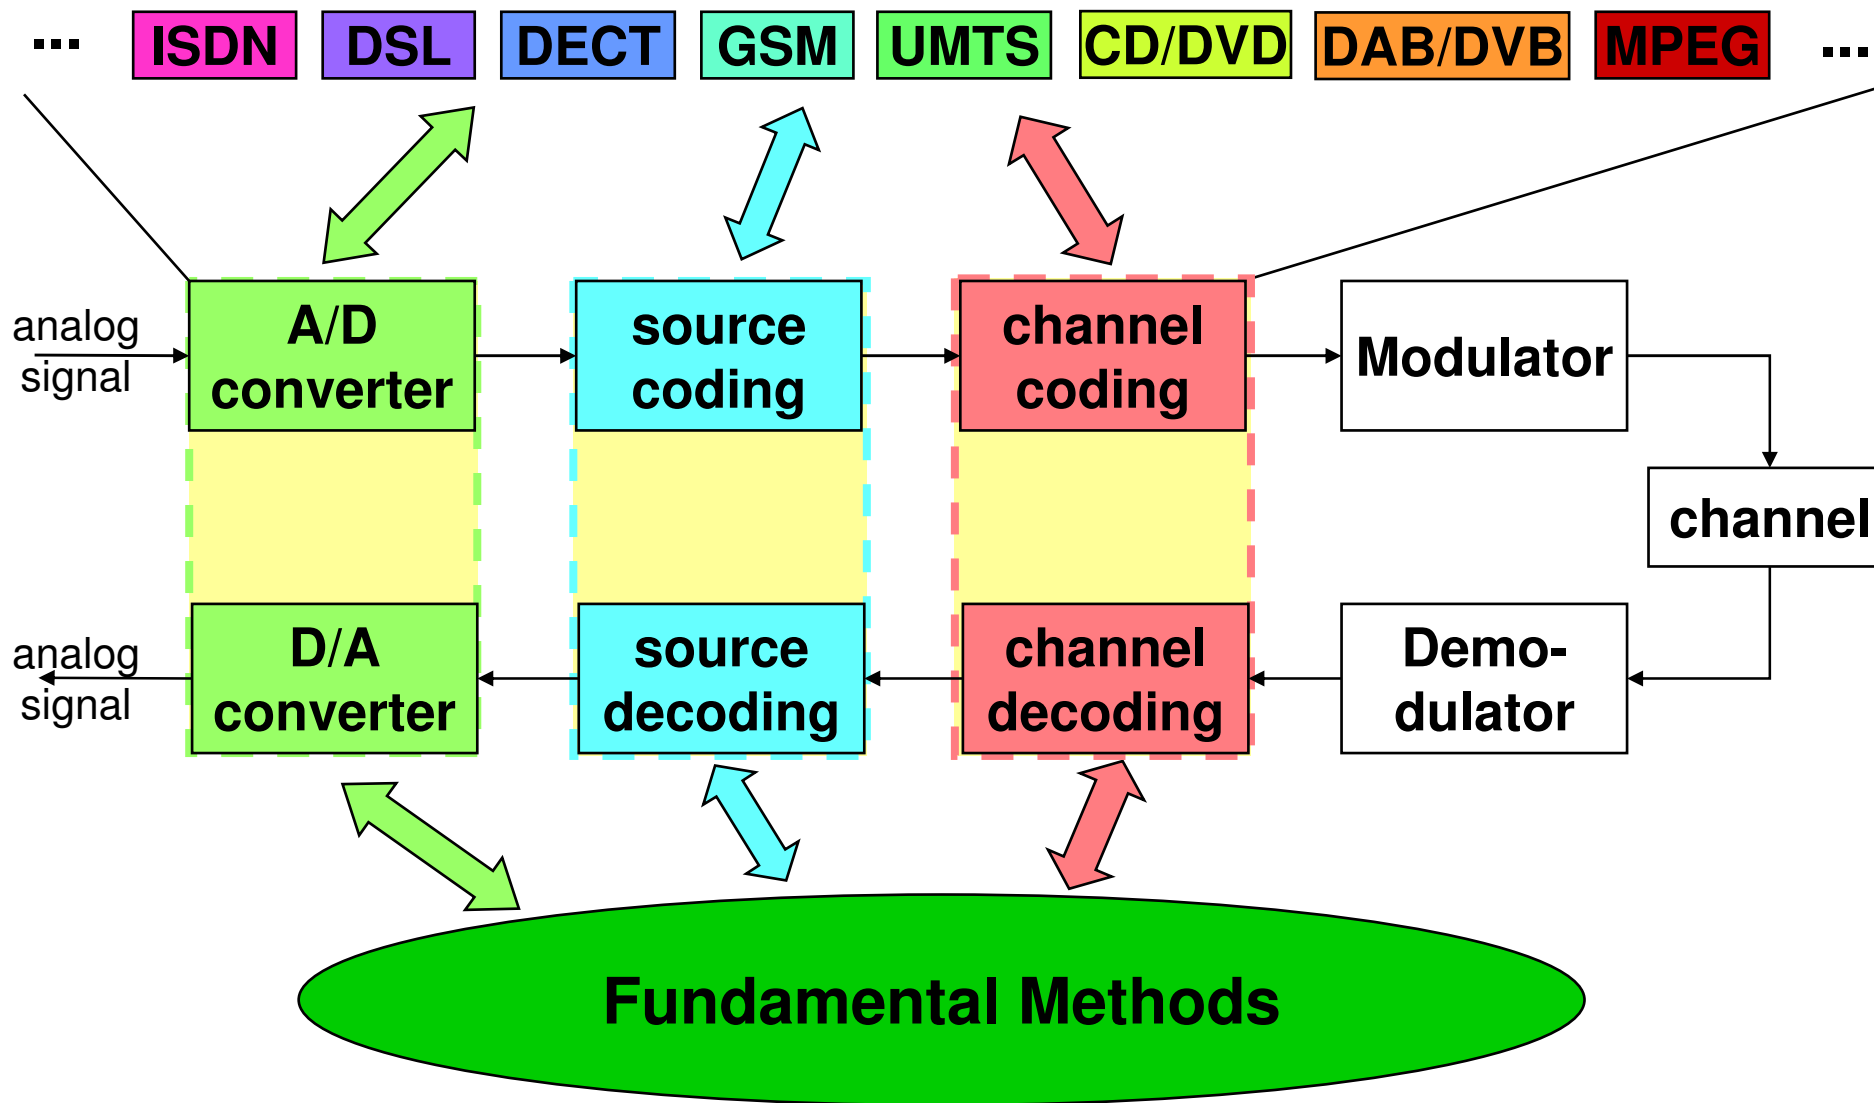 ... ISDN DSL DECT GSM UMTS CD/DVD DAB/DVB MPEG ...
analog
signal
A/D
converter
source
coding
channel
coding
Modulator
channel
analog
signal
D/A
converter
source
decoding
channel
decoding
Demo-
dulator
Fundamental Methods